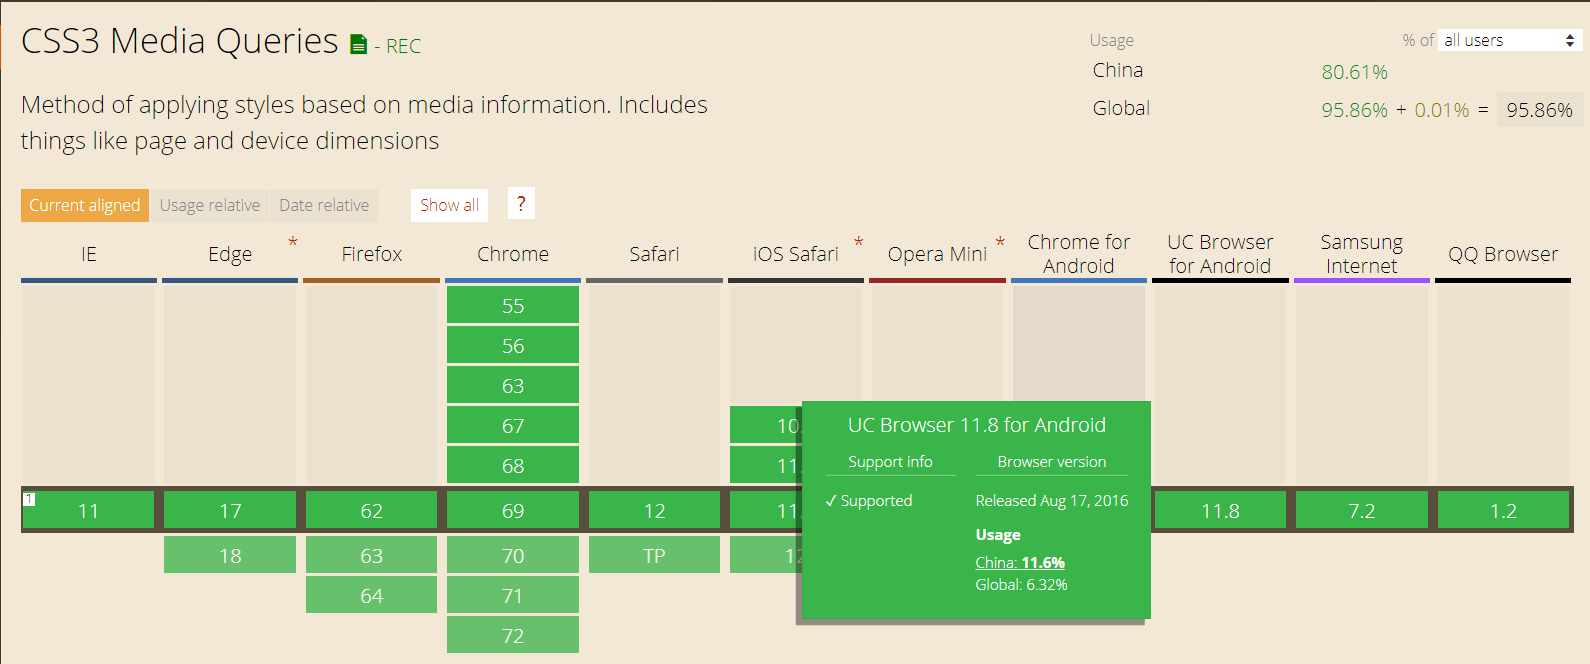 CSS3 Media Queries - REC
Usage % of all users
China 80.61%
Global 95.86% + 0.01% = 95.86%
Method of applying styles based on media information. Includes
things like page and device dimensions
Current aligned Usage relative Date relative Show all ?
IE Edge * Firefox Chrome Safari iOS Safari * Opera Mini * Chrome for Android UC Browser for Android Samsung Internet QQ Browser
55
56
63
67 10.
68 11.
1 11 17 62 69 12 11. 11.8 7.2 1.2
18 63 70 TP 12
64 71
72
UC Browser 11.8 for Android
Support info Browser version
✓ Supported Released Aug 17, 2016
Usage
China: 11.6%
Global: 6.32%